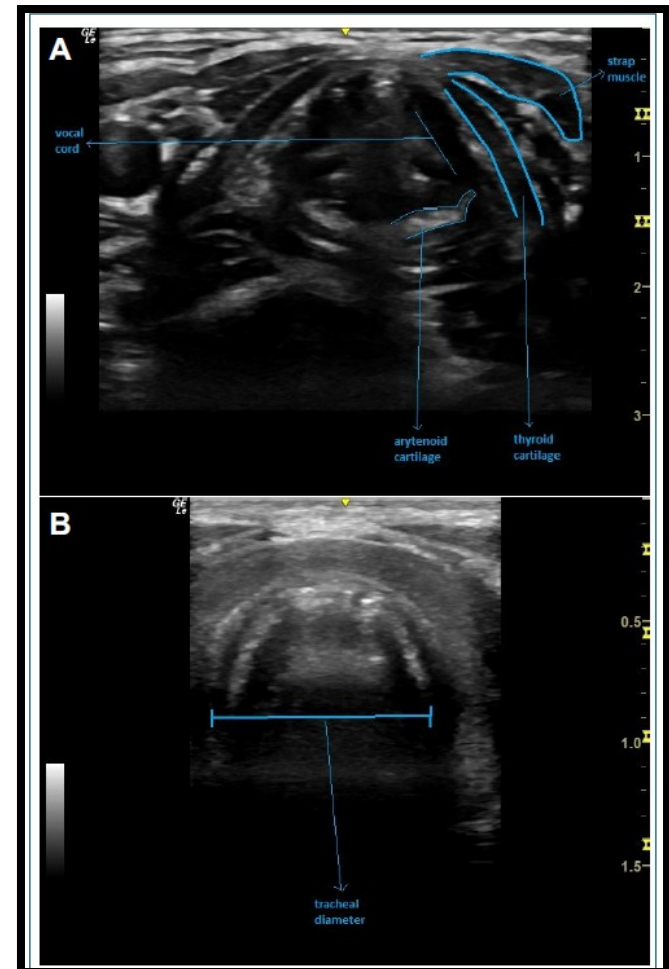 A
GE
Le
strap
muscle
vocal
cord
1
2
arytenoid
cartilage
thyroid
cartilage
3
B
GE
Le
0.5
1.0
1.5
tracheal
diameter